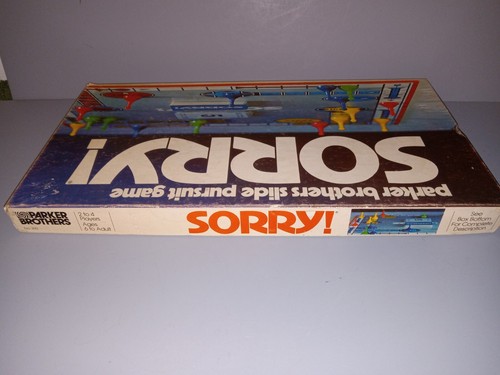 SORRY!
parker brothers slide pursuit game
PARKER
BROTHERS
2 to 4
Players
Ages
6 to Adult
SORRY!
See
Box Bottom
For Complete
Description